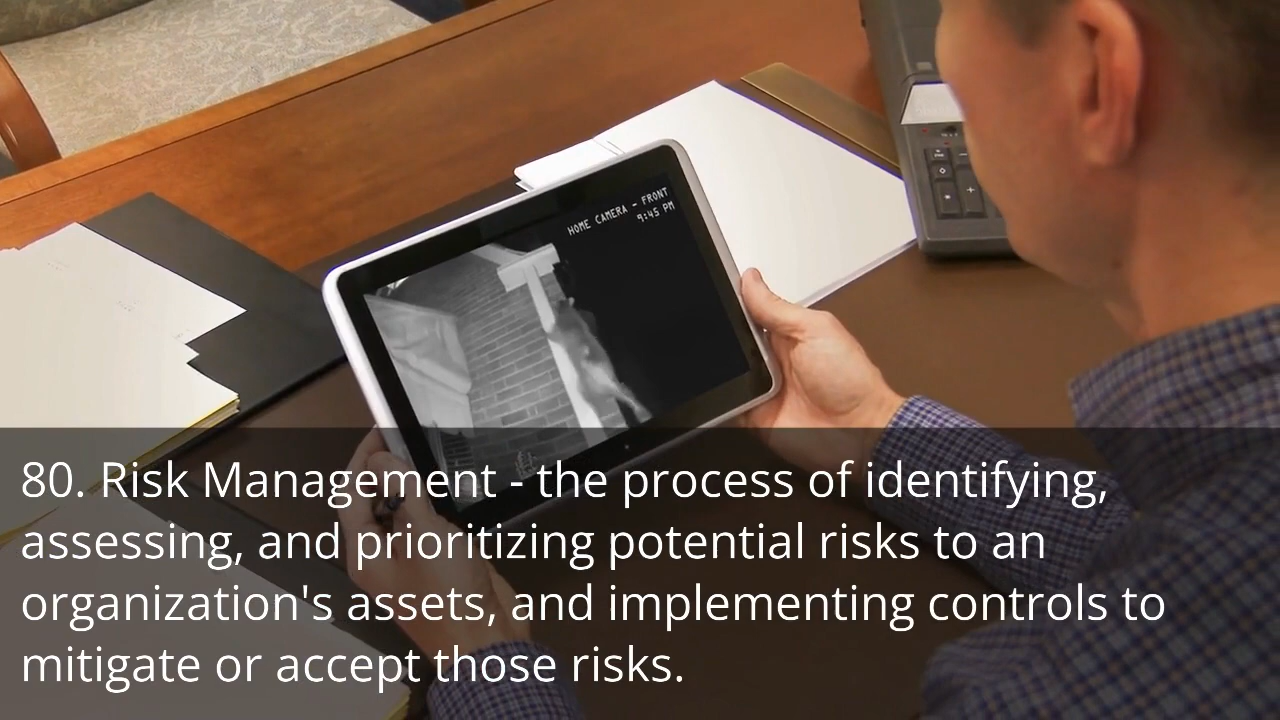 HOME CAMERA - FRONT
9:45 PM
80. Risk Management - the process of identifying,
assessing, and prioritizing potential risks to an
organization's assets, and implementing controls to
mitigate or accept those risks.